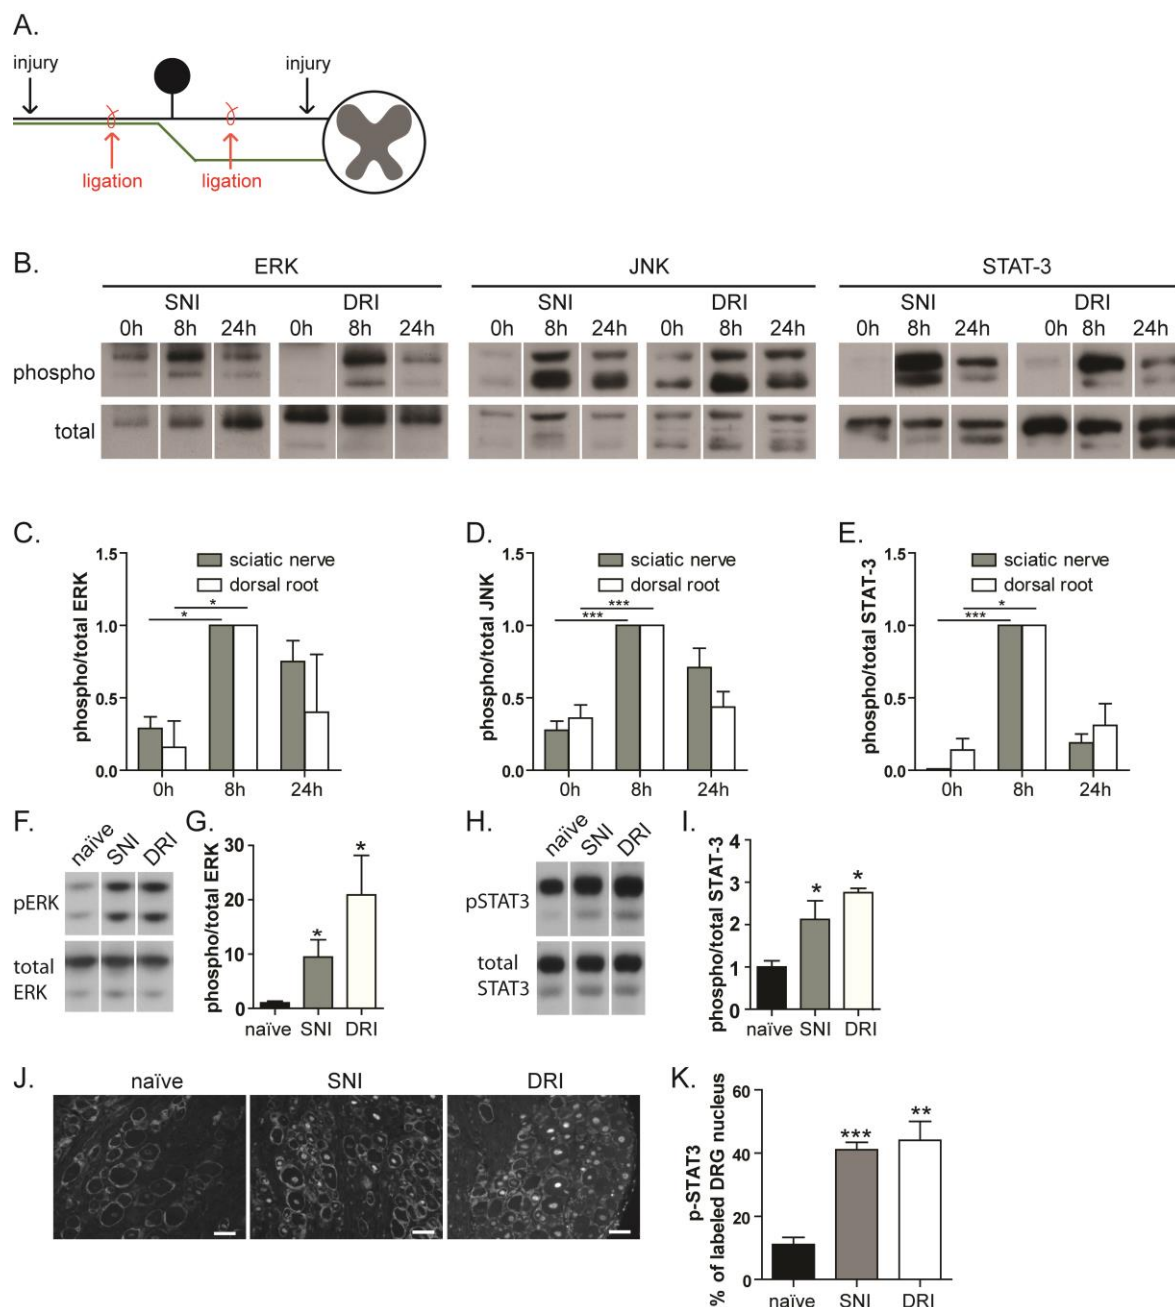 A.
injury
injury
ligation
ligation
B.
ERK
JNK
STAT-3
SNI
DRI
SNI
DRI
SNI
DRI
0h 8h 24h 0h 8h 24h
0h 8h 24h 0h 8h 24h
0h 8h 24h 0h 8h 24h
phospho
total
C.
phospho/total ERK
1.5
1.0
0.5
0.0
sciatic nerve
dorsal root
*
*
0h 8h 24h
D.
phospho/total JNK
1.5
1.0
0.5
0.0
sciatic nerve
dorsal root
***
***
0h 8h 24h
E.
phospho/total STAT-3
1.5
1.0
0.5
0.0
sciatic nerve
dorsal root
*
***
0h 8h 24h
F.
naïve SNI DRI
pERK
total
ERK
G.
phospho/total ERK
30
20
10
0
*
*
naïve SNI DRI
H.
naïve SNI DRI
pSTAT3
total
STAT3
I.
phospho/total STAT-3
4
3
2
1
0
*
*
naïve SNI DRI
J.
naïve
SNI
DRI
K.
p-STAT3
% of labeled DRG nucleus
60
40
20
0
***
**
naïve SNI DRI